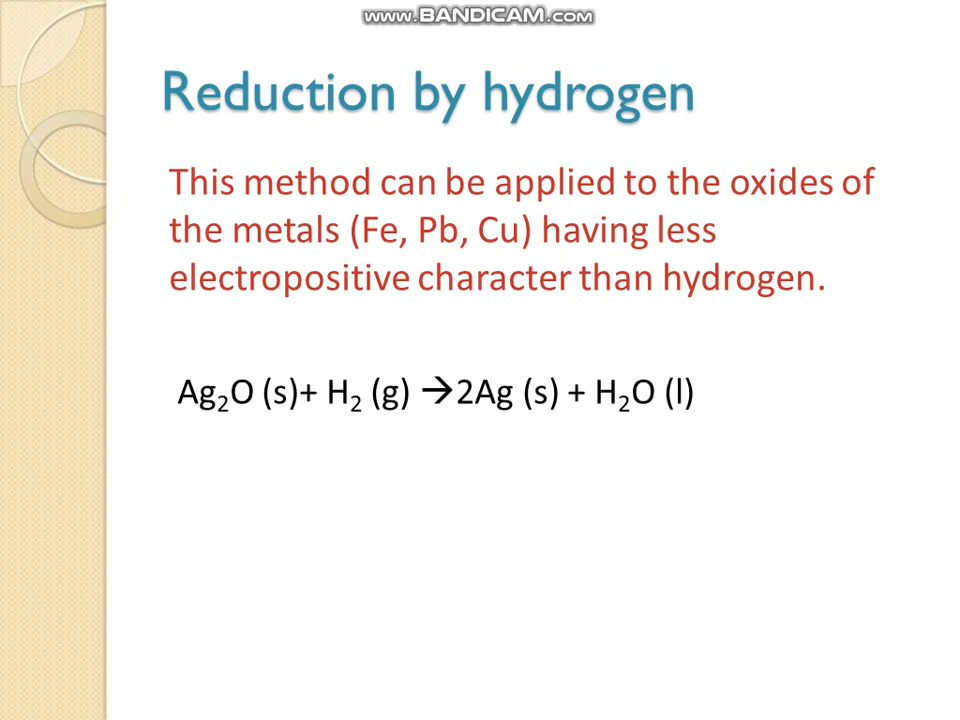 www.BANDICAM.com
Reduction by hydrogen
This method can be applied to the oxides of
the metals (Fe, Pb, Cu) having less
electropositive character than hydrogen.
Ag₂O (s)+ H₂ (g) →2Ag (s) + H₂O (l)